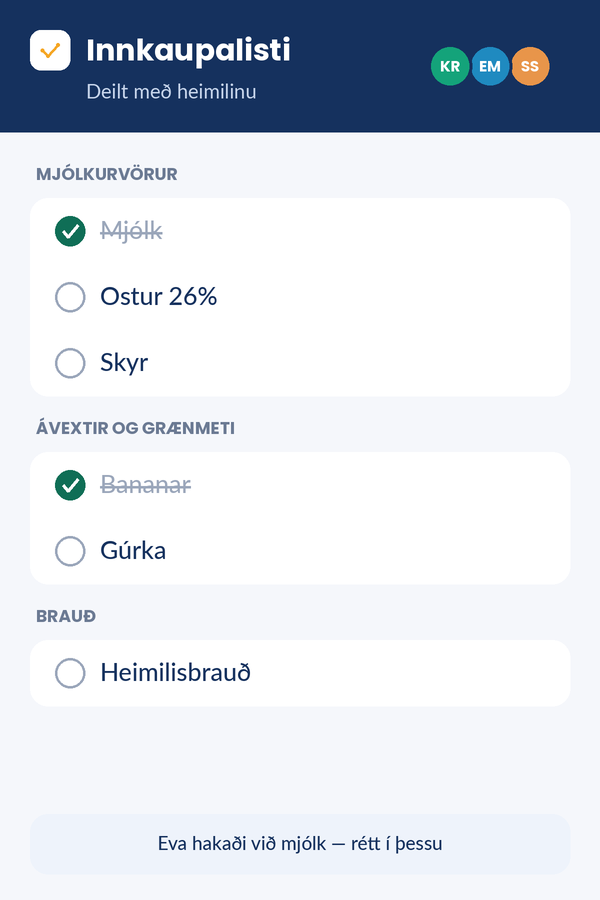 Innkaupalisti
Deilt með heimilinu
KR EM SS
MJÓLKURVÖRUR
Mjólk
Ostur 26%
Skyr
ÁVEXTIR OG GRÆNMETI
Bananar
Gúrka
BRAUÐ
Heimilisbrauð
Eva hakaði við mjólk — rétt í þessu